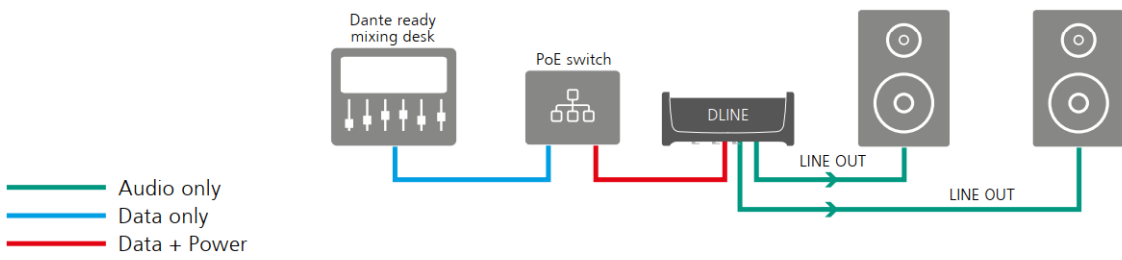 Dante ready
mixing desk
PoE switch
DLINE
LINE OUT
LINE OUT
Audio only
Data only
Data + Power